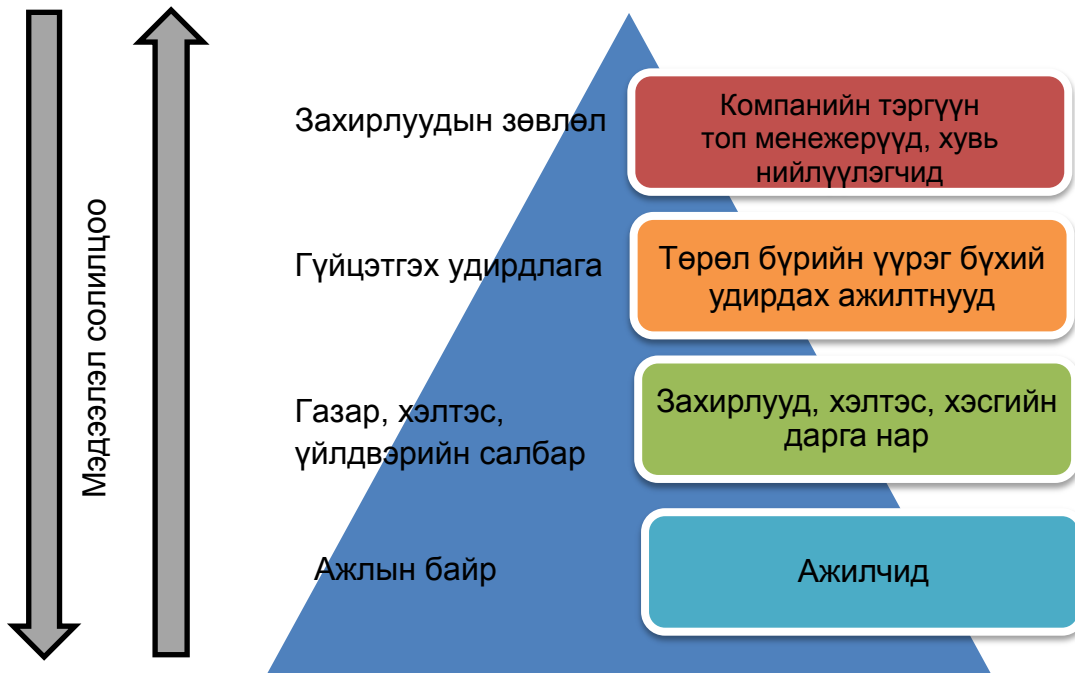 Мэдээлэл солилцоо
Захирлуудын зөвлөл
Компанийн тэргүүн
топ менежерүүд, хувь
нийлүүлэгчид
Гүйцэтгэх удирдлага
Төрөл бүрийн үүрэг бүхий
удирдах ажилтнууд
Газар, хэлтэс,
үйлдвэрийн салбар
Захирлууд, хэлтэс, хэсгийн
дарга нар
Ажлын байр
Ажилчид